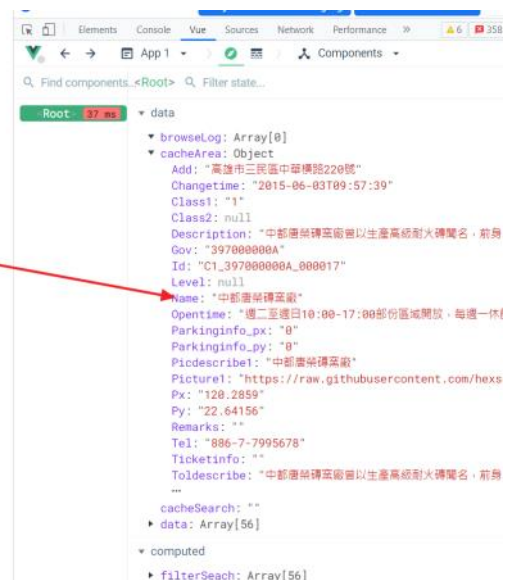 Elements Console Vue Sources Network Performance » 6 358
App 1 Components
Find components... <Root> Filter state...
<Root> 37 ms
data
browseLog: Array[0]
cacheArea: Object
Add: "高雄市三民區中華橫路220號"
Changetime: "2015-06-03T09:57:39"
Class1: "1"
Class2: null
Description: "中都唐榮磚窯廠曾以生產高級耐火磚聞名，前身
Gov: "397000000A"
Id: "C1_397000000A_000017"
Level: null
Name: "中都唐榮磚窯廠"
Opentime: "週二至週日10:00-17:00部份區域開放，每週一休
Parkinginfo_px: "0"
Parkinginfo_py: "0"
Picdescribe1: "中都唐榮磚窯廠"
Picture1: "https://raw.githubusercontent.com/hexs
Px: "120.2859"
Py: "22.64156"
Remarks: ""
Tel: "886-7-7995678"
Ticketinfo: ""
Toldescribe: "中都唐榮磚窯廠曾以生產高級耐火磚聞名，前身
...
cacheSearch: ""
data: Array[56]
computed
filterSeach: Array[56]